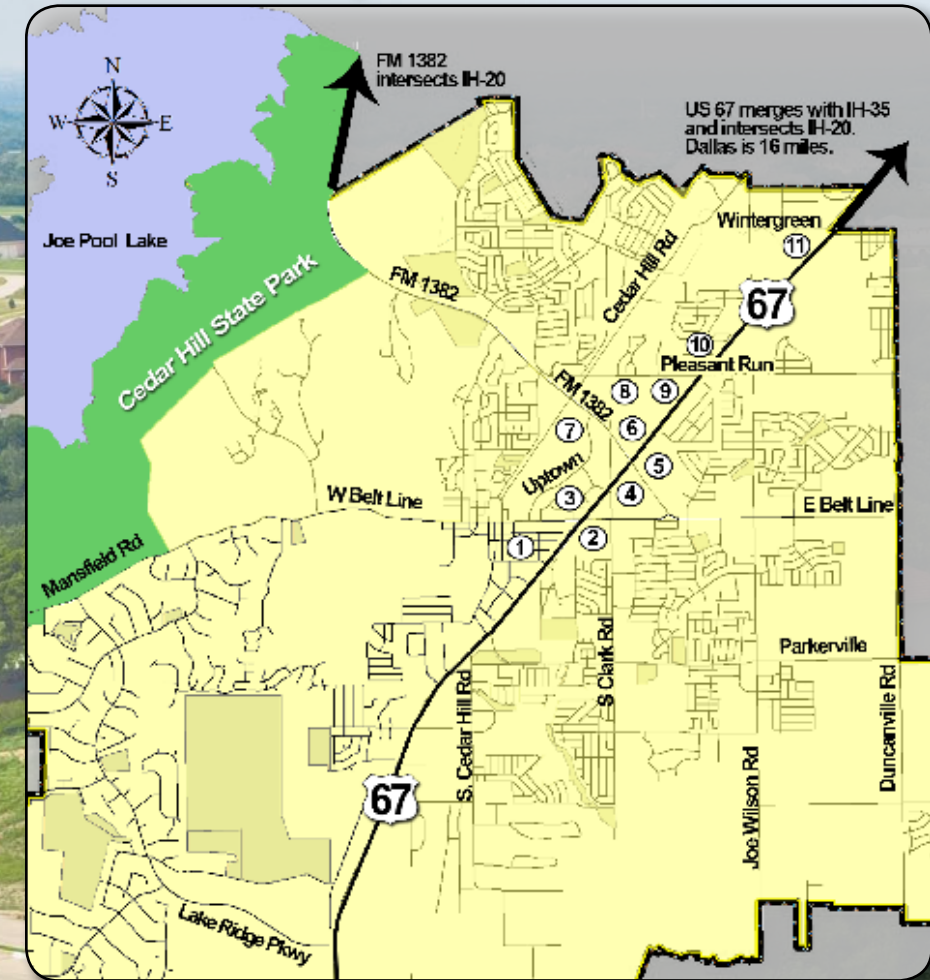 FM 1382
intersects IH-20
N
W
E
S
US 67 merges with IH-35
and intersects IH-20.
Dallas is 16 miles.
Joe Pool Lake
Wintergreen
11
Cedar Hill Rd
Cedar Hill State Park
FM 1382
67
10
Pleasant Run
FM 1382
8
9
7
6
Uptown
5
W Belt Line
3
4
E Belt Line
1
2
Mansfield Rd
S Clark Rd
Parkerville
S. Cedar Hill Rd
Duncanville Rd
67
Joe Wilson Rd
Lake Ridge Pkwy